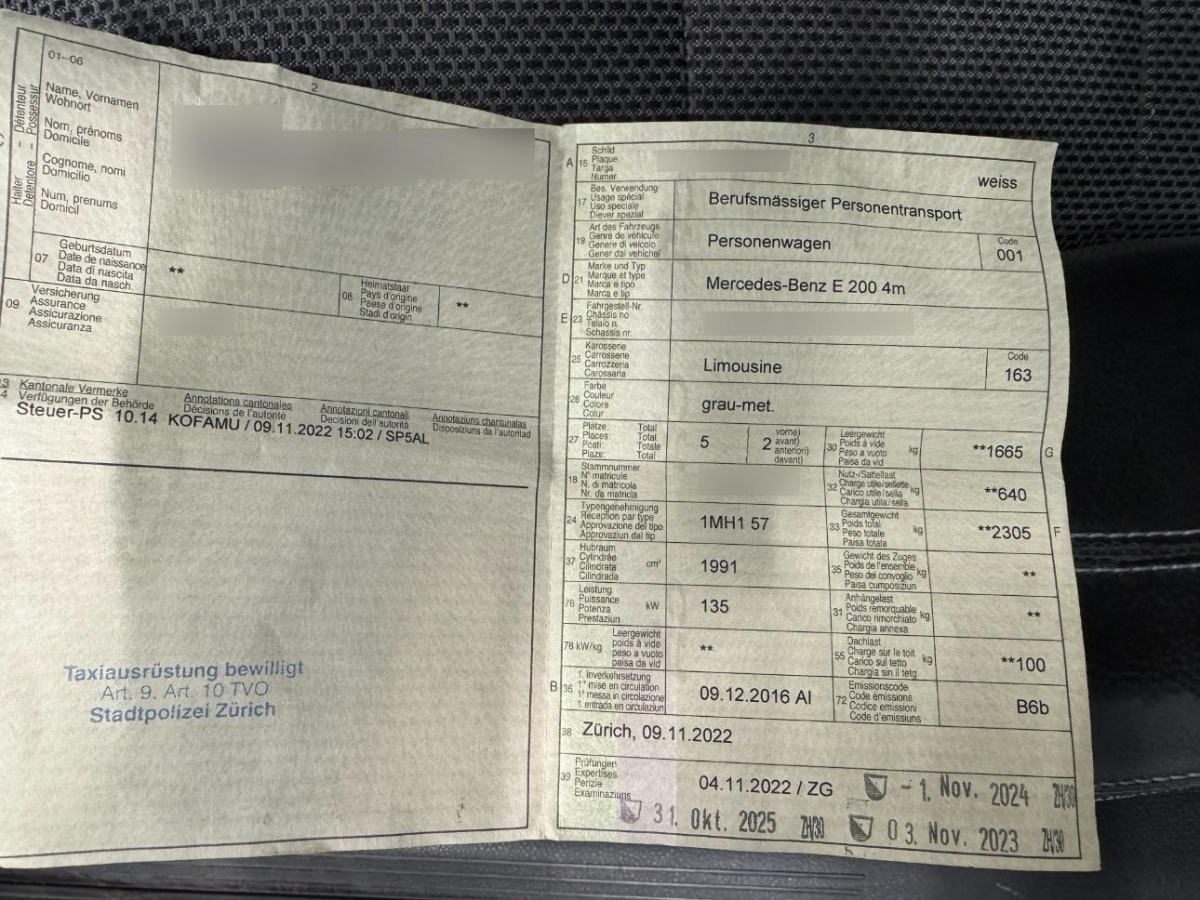 01–06
2
Halter – Détenteur
Detentore – Possessur
Name, Vornamen
Wohnort
Nom, prénoms
Domicile
Cognome, nomi
Domicilio
Num, prenums
Domicil
07
Geburtsdatum
Date de naissance
Data di nascita
Data da nasch.
**
08
Heimatstaat
Pays d'origine
Paese d'origine
Stadi d'origin
**
09
Versicherung
Assurance
Assicurazione
Assicuranza
Kantonale Vermerke
Verfügungen der Behörde
Annotations cantonales
Décisions de l'autorité
Annotazioni cantonali
Decisioni dell'autorità
Annotaziuns chantunalas
Disposiziuns da l'autoritad
Steuer-PS 10.14 KOFAMU / 09.11.2022 15:02 / SP5AL
Taxiausrüstung bewilligt
Art. 9. Art. 10 TVO
Stadtpolizei Zürich
3
A 15
Schild
Plaque
Targa
Numer
weiss
17
Bes. Verwendung
Usage spécial
Uso speciale
Diever spezial
Berufsmässiger Personentransport
19
Art des Fahrzeugs
Genre de véhicule
Genere di veicolo
Gener dal vehichel
Personenwagen
Code
001
D 21
Marke und Typ
Marque et type
Marca e tipo
Marca e tip
Mercedes-Benz E 200 4m
E 23
Fahrgestell-Nr.
Châssis no
Telaio n.
Schassis nr.
25
Karosserie
Carrosserie
Carrozzeria
Carossaria
Limousine
Code
163
26
Farbe
Couleur
Colore
Colur
grau-met.
27
Plätze: Total
Places: Total
Posti: Totale
Plazs: Total
5
2
vorne)
avant)
anteriori)
davant)
30
Leergewicht
Poids à vide
Peso a vuoto
Paisa da vid
kg
**1665
G
18
Stammnummer
N° matricule
N. di matricola
Nr. da matricla
32
Nutz-/Sattellast
Charge utile/sellette
Carico utile/sella
Chargia utila/sella
kg
**640
24
Typengenehmigung
Réception par type
Approvazione del tipo
Approvaziun dal tip
1MH1 57
33
Gesamtgewicht
Poids total
Peso totale
Paisa totala
kg
**2305
F
37
Hubraum
Cylindrée
Cilindrata
Cilindrada
cm³
1991
35
Gewicht des Zuges
Poids de l'ensemble
Peso del convoglio
Paisa cumposiziun
kg
**
76
Leistung
Puissance
Potenza
Prestaziun
kW
135
31
Anhängelast
Poids remorquable
Carico rimorchiato
Chargia annexa
kg
**
78 kW/kg
Leergewicht
poids à vide
peso a vuoto
paisa da vid
**
55
Dachlast
Charge sur le toit
Carico sul tetto
Chargia sin il tetg
kg
**100
B 36
1. Inverkehrsetzung
1re mise en circulation
1a messa in circolazione
1. entrada en circulaziun
09.12.2016 AI
72
Emissionscode
Code émissions
Codice emissioni
Code d'emissiuns
B6b
38
Zürich, 09.11.2022
39
Prüfungen
Expertises
Perizie
Examinaziuns
04.11.2022 / ZG
- 1. Nov. 2024 ZH/30
31. Okt. 2025 ZH/30
03. Nov. 2023 ZH/30